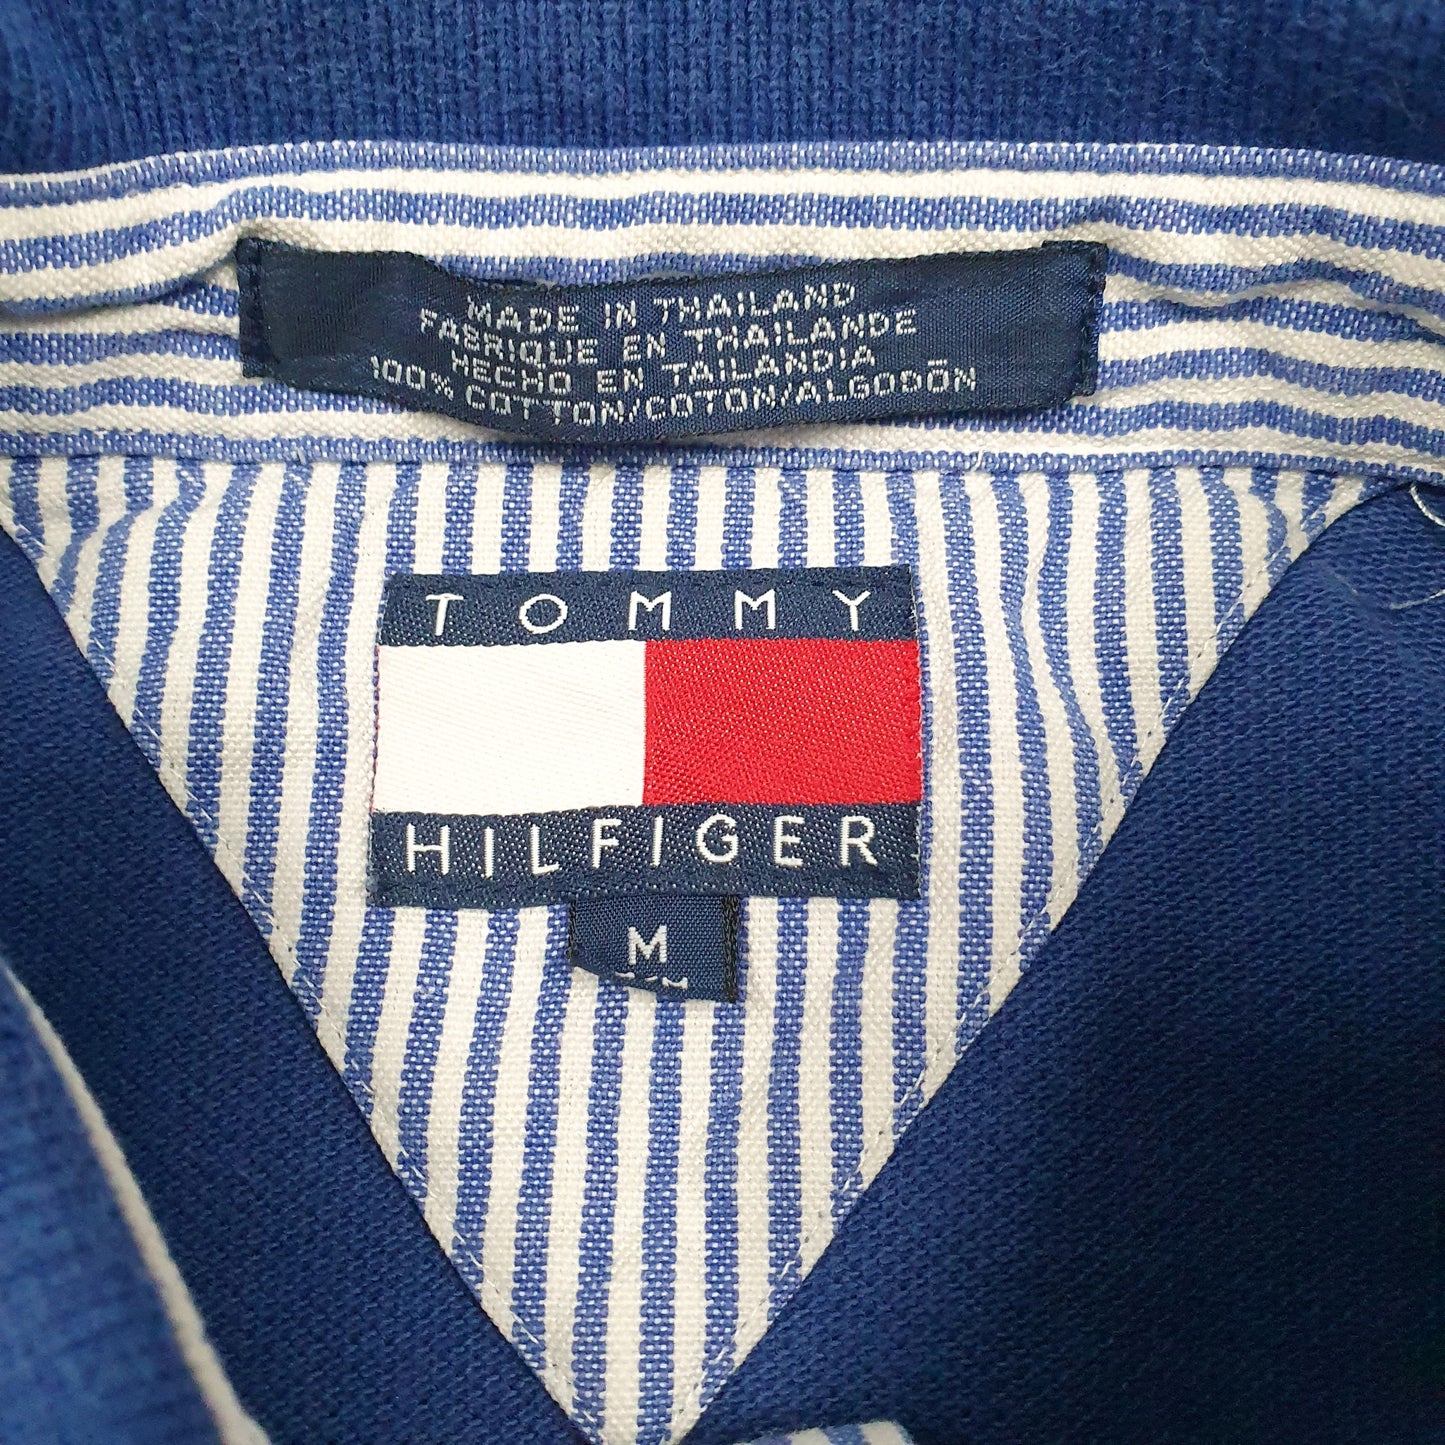 MADE IN THAILAND
FABRIQUE EN THAILANDE
HECHO EN TAILANDIA
100% COTTON/COTON/ALGODÓN
TOMMY
HILFIGER
M